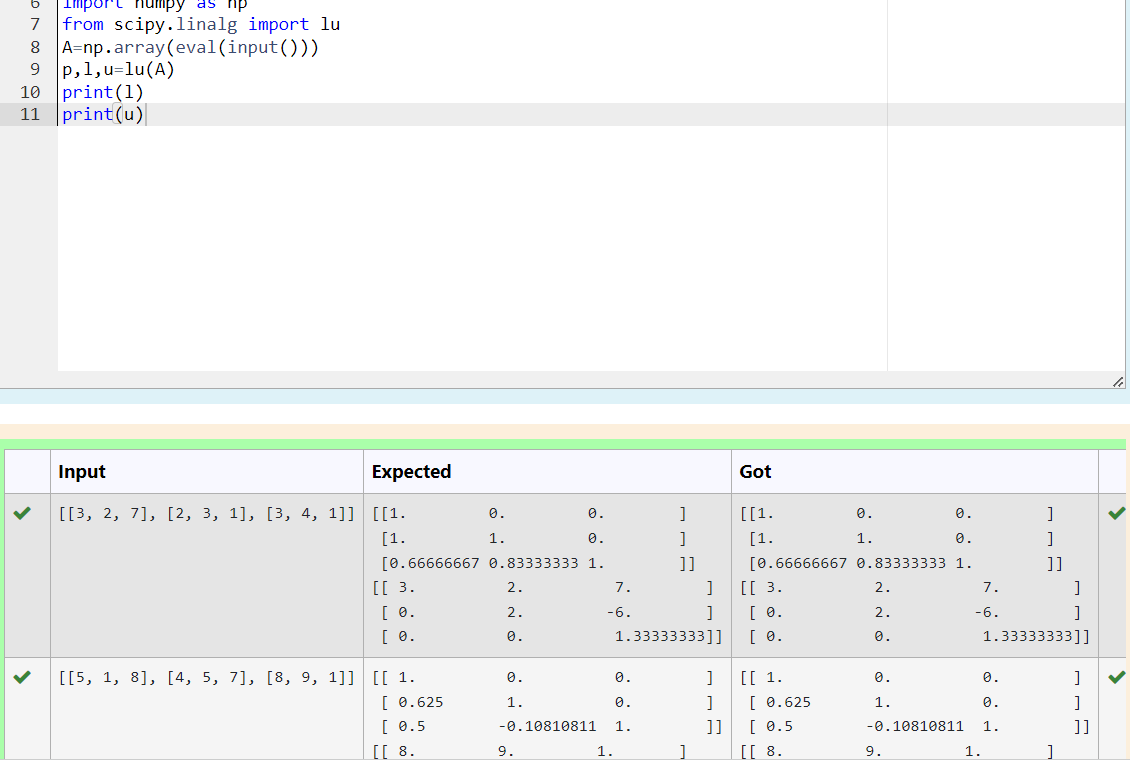 6 import numpy as np
7 from scipy.linalg import lu
8 A=np.array(eval(input()))
9 p,l,u=lu(A)
10 print(l)
11 print(u)
Input Expected Got
[[3, 2, 7], [2, 3, 1], [3, 4, 1]] [[1. 0. 0. ] [[1. 0. 0. ]
[1. 1. 0. ] [1. 1. 0. ]
[0.66666667 0.83333333 1. ]] [0.66666667 0.83333333 1. ]]
[[ 3. 2. 7. ] [[ 3. 2. 7. ]
[ 0. 2. -6. ] [ 0. 2. -6. ]
[ 0. 0. 1.33333333]] [ 0. 0. 1.33333333]]
[[5, 1, 8], [4, 5, 7], [8, 9, 1]] [[ 1. 0. 0. ] [[ 1. 0. 0. ]
[ 0.625 1. 0. ] [ 0.625 1. 0. ]
[ 0.5 -0.10810811 1. ]] [ 0.5 -0.10810811 1. ]]
[[ 8. 9. 1. ] [[ 8. 9. 1. ]